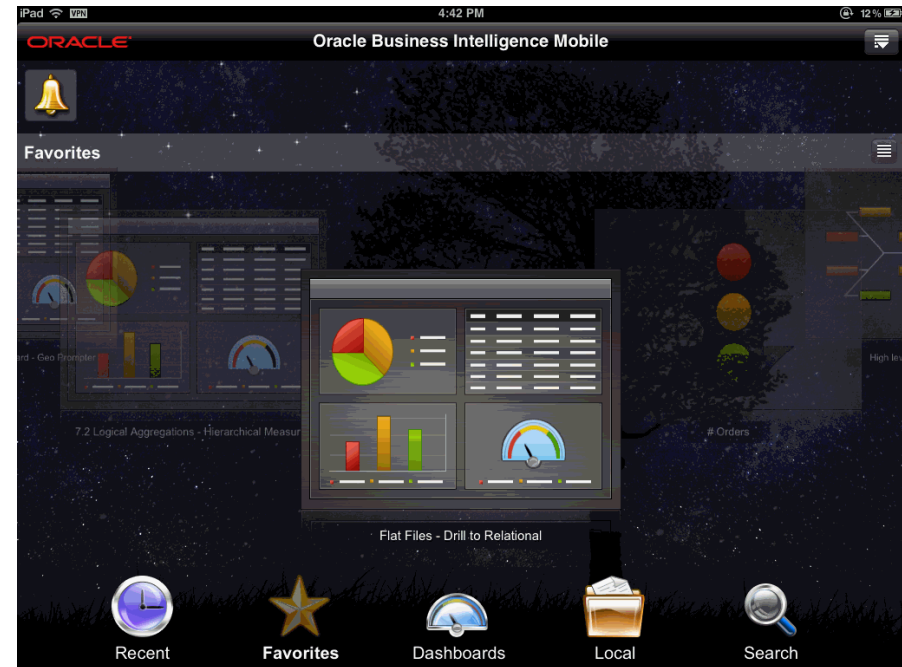 iPad VPN 4:42 PM 12%
ORACLE Oracle Business Intelligence Mobile
Favorites
ard - Geo Prompter
High lev
7.2 Logical Aggregations - Hierarchical Measur
# Orders
Flat Files - Drill to Relational
Recent Favorites Dashboards Local Search